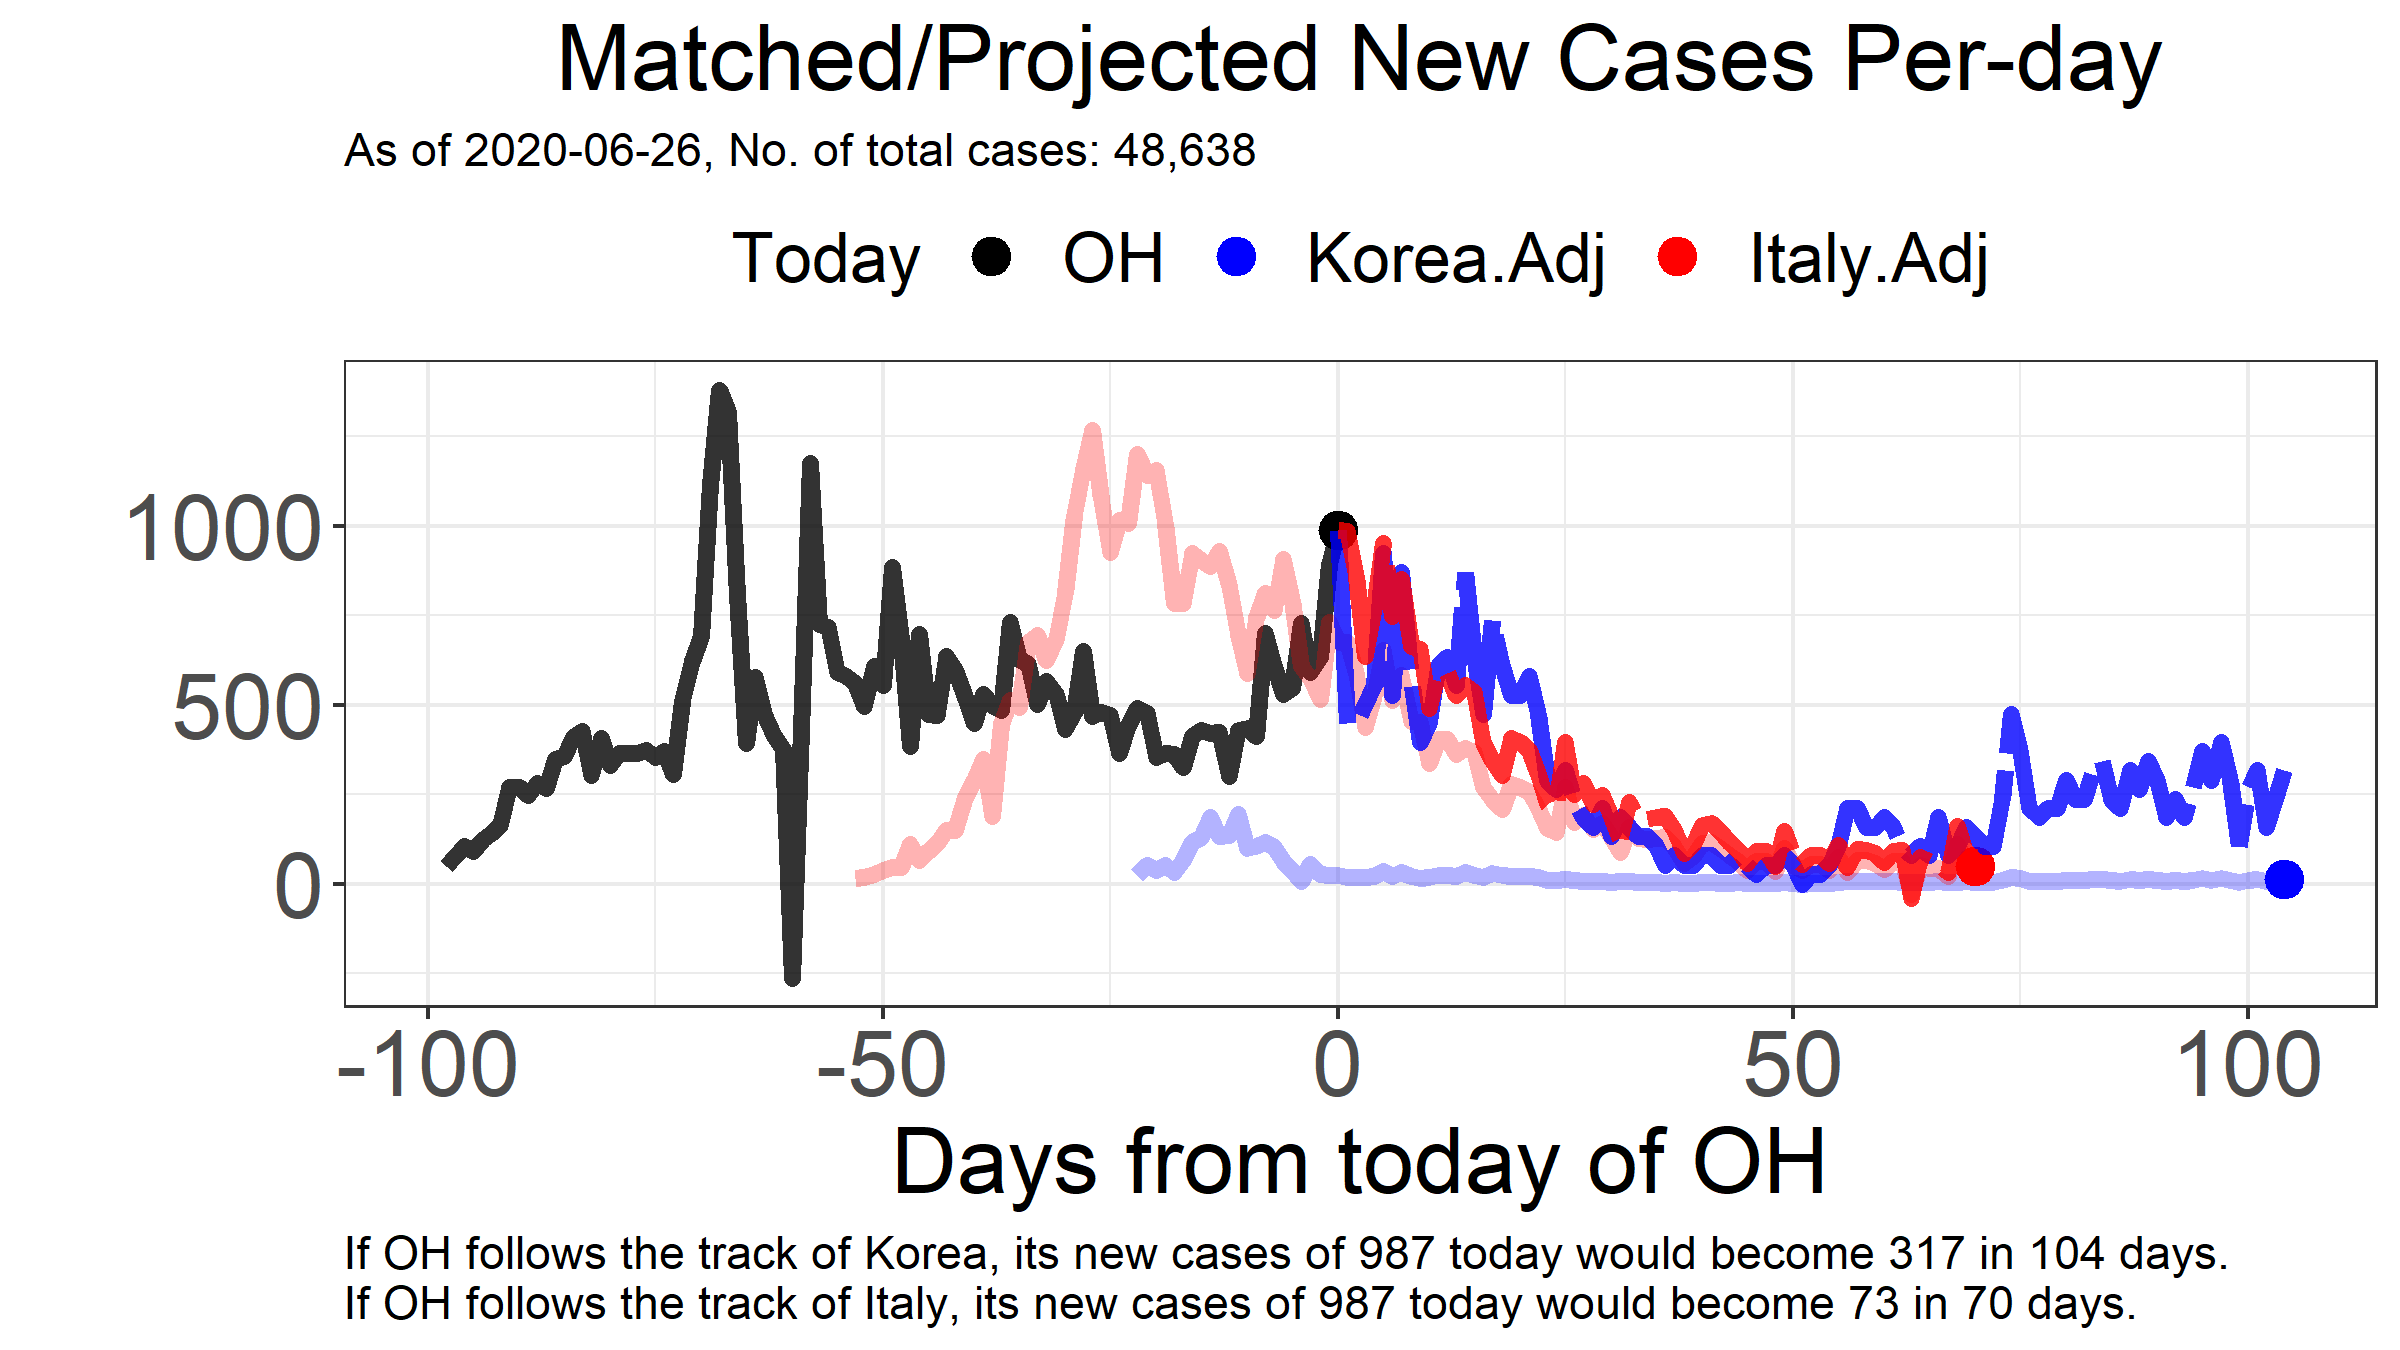 Matched/Projected New Cases Per-day
As of 2020-06-26, No. of total cases: 48,638
Today OH Korea.Adj Italy.Adj
1000
500
0
-100 -50 0 50 100
Days from today of OH
If OH follows the track of Korea, its new cases of 987 today would become 317 in 104 days.
If OH follows the track of Italy, its new cases of 987 today would become 73 in 70 days.